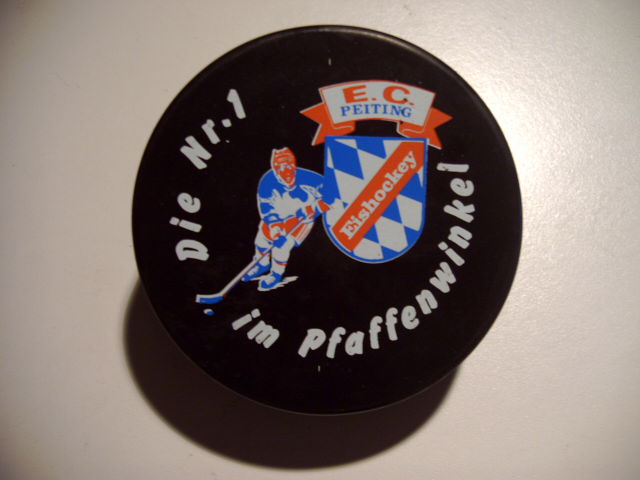 E. C.
PEITING
Eishockey
Die Nr.1
im Pfaffenwinkel